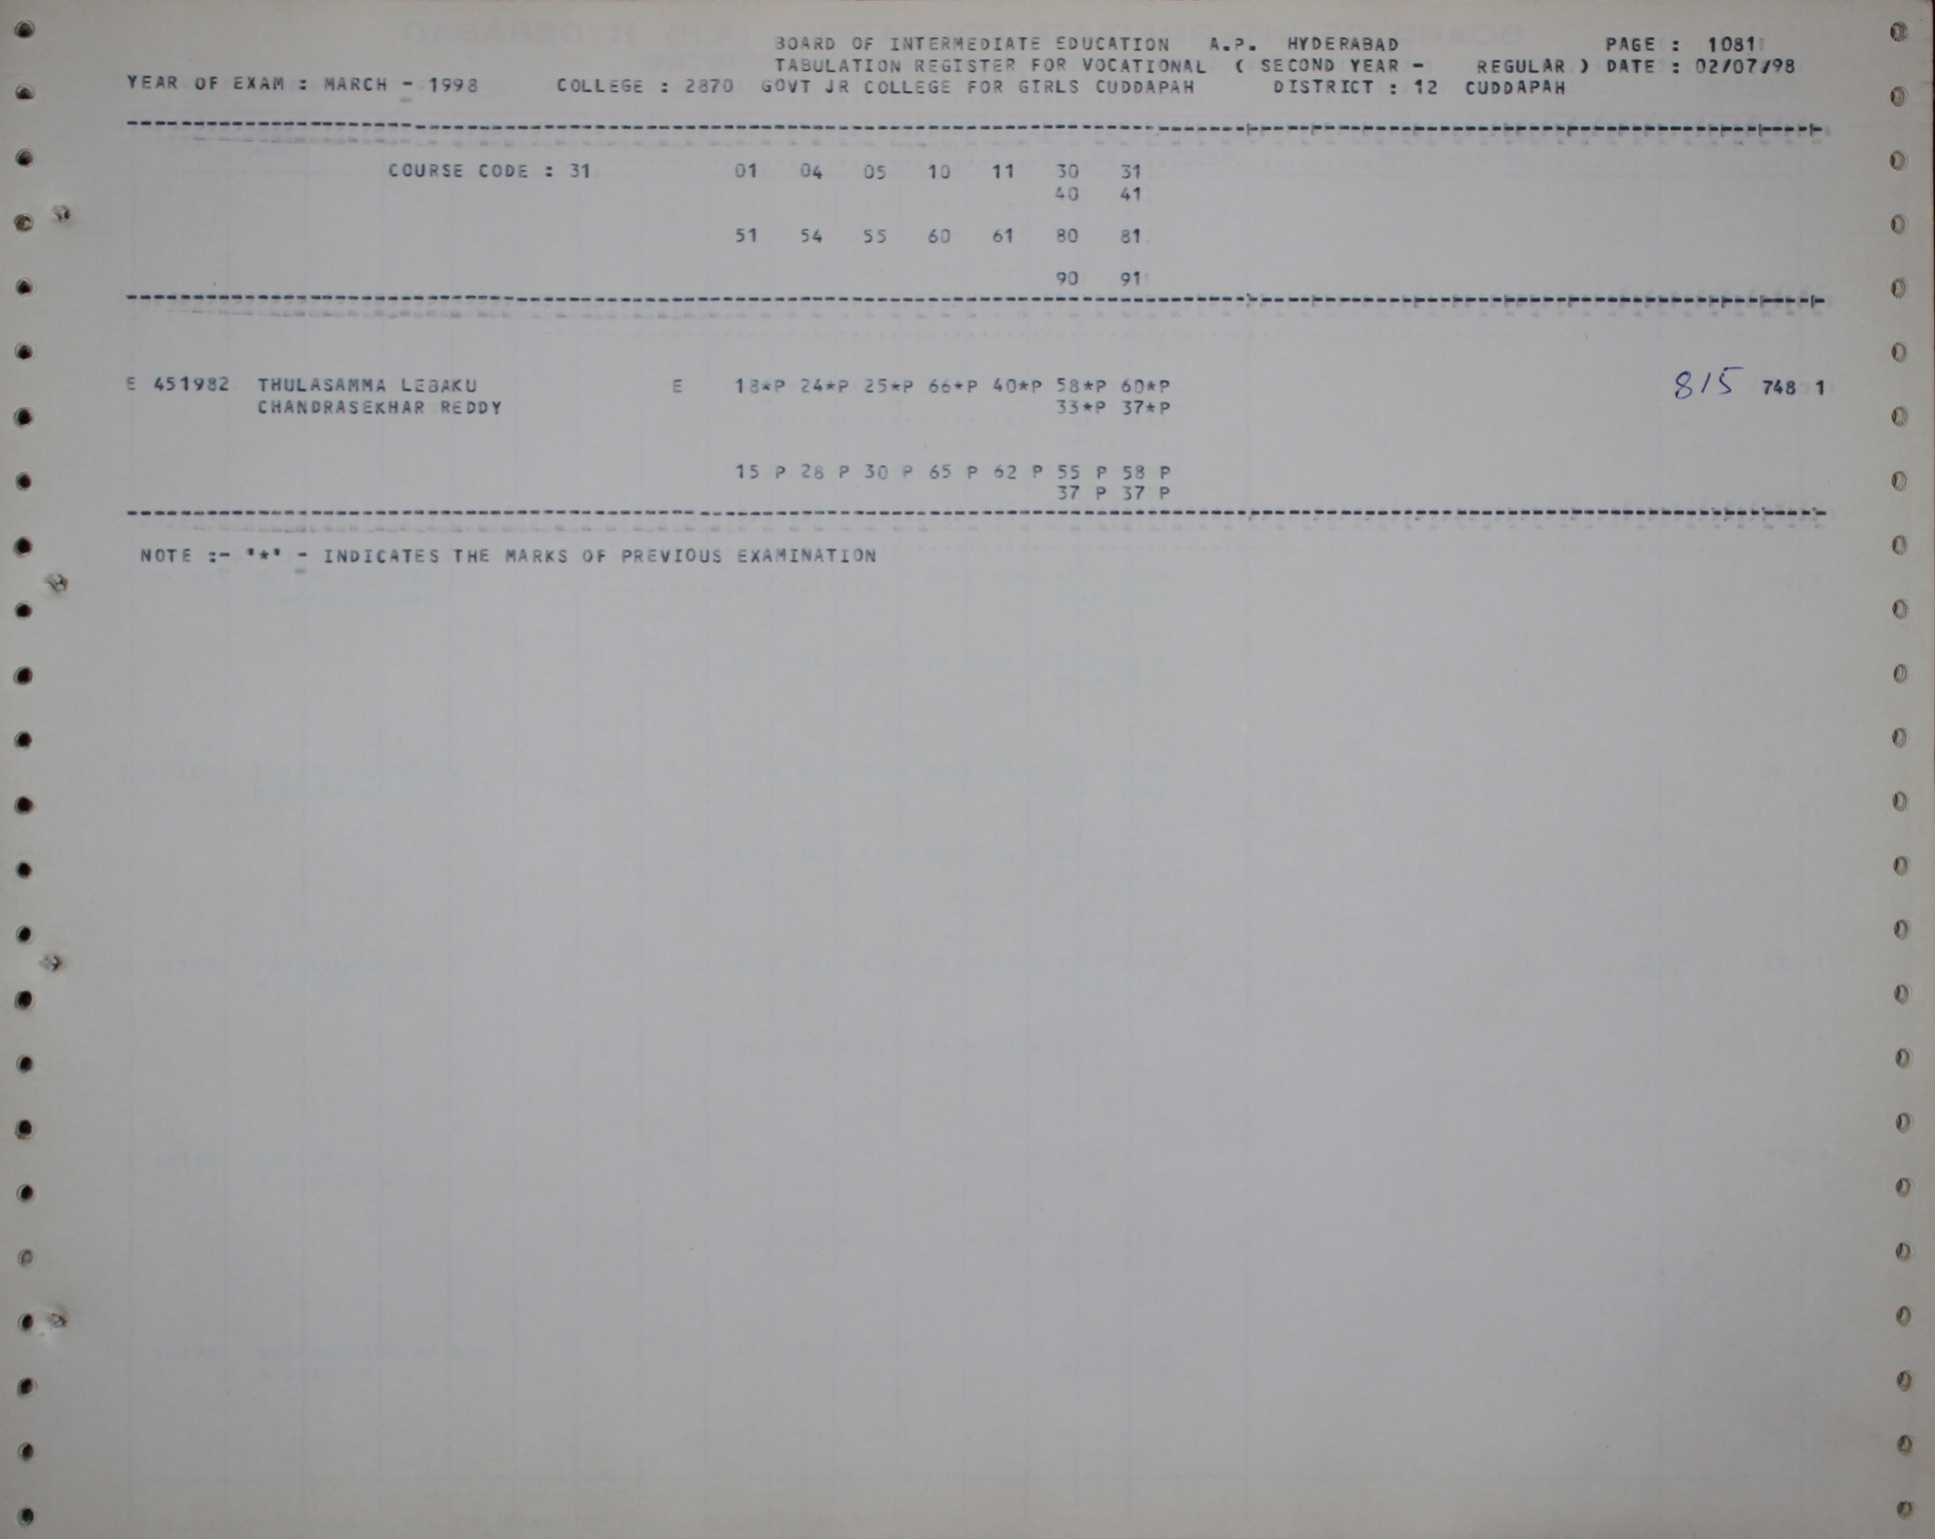 BOARD OF INTERMEDIATE EDUCATION A.P. HYDERABAD PAGE : 1081
TABULATION REGISTER FOR VOCATIONAL ( SECOND YEAR - REGULAR ) DATE : 02/07/98
YEAR OF EXAM : MARCH - 1998 COLLEGE : 2870 GOVT JR COLLEGE FOR GIRLS CUDDAPAH DISTRICT : 12 CUDDAPAH
COURSE CODE : 31 01 04 05 10 11 30 31
40 41
51 54 55 60 61 80 81
90 91
E 451982 THULASAMMA LEBAKU E 18*P 24*P 25*P 66*P 40*P 58*P 60*P 815 748 1
CHANDRASEKHAR REDDY 33*P 37*P
15 P 28 P 30 P 65 P 62 P 55 P 58 P
37 P 37 P
NOTE :- '*' - INDICATES THE MARKS OF PREVIOUS EXAMINATION